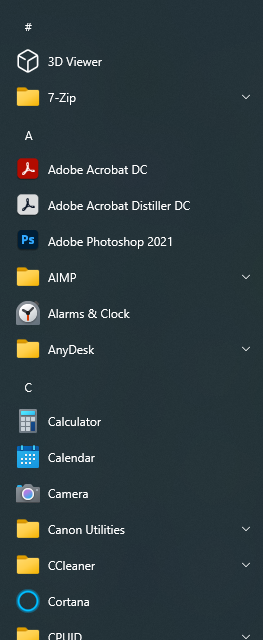 #
3D Viewer
7-Zip
A
Adobe Acrobat DC
Adobe Acrobat Distiller DC
Ps Adobe Photoshop 2021
AIMP
Alarms & Clock
AnyDesk
C
Calculator
Calendar
Camera
Canon Utilities
CCleaner
Cortana
CPUID